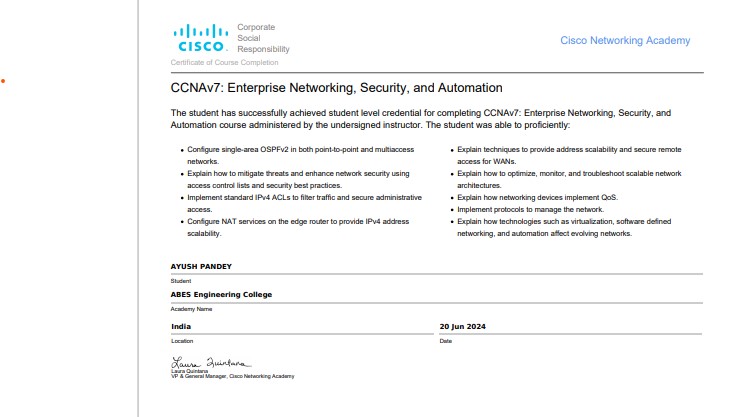 CISCO.
Corporate
Social
Responsibility
Cisco Networking Academy
Certificate of Course Completion
CCNAv7: Enterprise Networking, Security, and Automation
The student has successfully achieved student level credential for completing CCNAv7: Enterprise Networking, Security, and
Automation course administered by the undersigned instructor. The student was able to proficiently:
• Configure single-area OSPFv2 in both point-to-point and multiaccess
networks.
• Explain how to mitigate threats and enhance network security using
access control lists and security best practices.
• Implement standard IPv4 ACLs to filter traffic and secure administrative
access.
• Configure NAT services on the edge router to provide IPv4 address
scalability.
• Explain techniques to provide address scalability and secure remote
access for WANs.
• Explain how to optimize, monitor, and troubleshoot scalable network
architectures.
• Explain how networking devices implement QoS.
• Implement protocols to manage the network.
• Explain how technologies such as virtualization, software defined
networking, and automation affect evolving networks.
AYUSH PANDEY
Student
ABES Engineering College
Academy Name
India
Location
20 Jun 2024
Date
Laura Quintana
Laura Quintana
VP & General Manager, Cisco Networking Academy